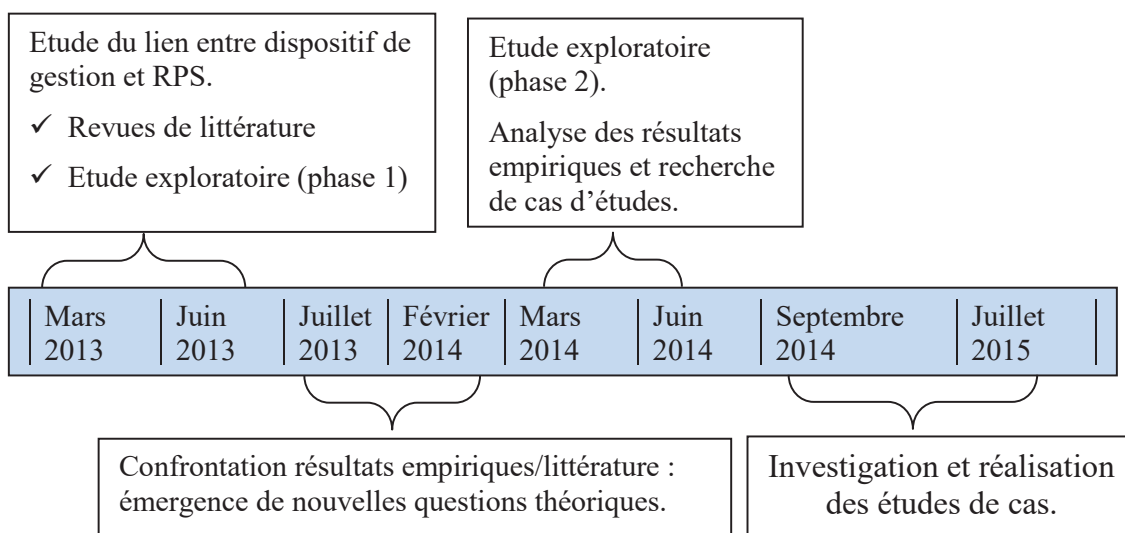 Etude du lien entre dispositif de
gestion et RPS.
✓ Revues de littérature
✓ Etude exploratoire (phase 1)
Etude exploratoire
(phase 2).
Analyse des résultats
empiriques et recherche
de cas d’études.
Mars
2013
Juin
2013
Juillet
2013
Février
2014
Mars
2014
Juin
2014
Septembre
2014
Juillet
2015
Confrontation résultats empiriques/littérature :
émergence de nouvelles questions théoriques.
Investigation et réalisation
des études de cas.